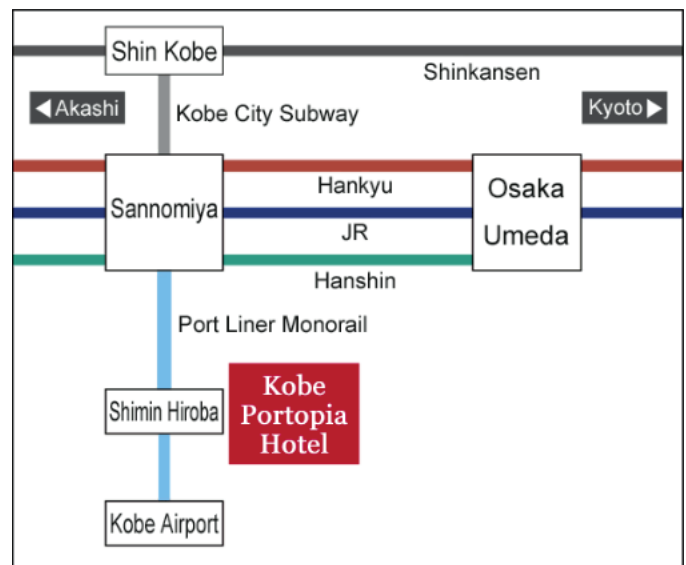 Shin Kobe
Shinkansen
◀Akashi
Kobe City Subway
Kyoto▶
Hankyu
Sannomiya
Osaka
Umeda
JR
Hanshin
Port Liner Monorail
Shimin Hiroba
Kobe
Portopia
Hotel
Kobe Airport